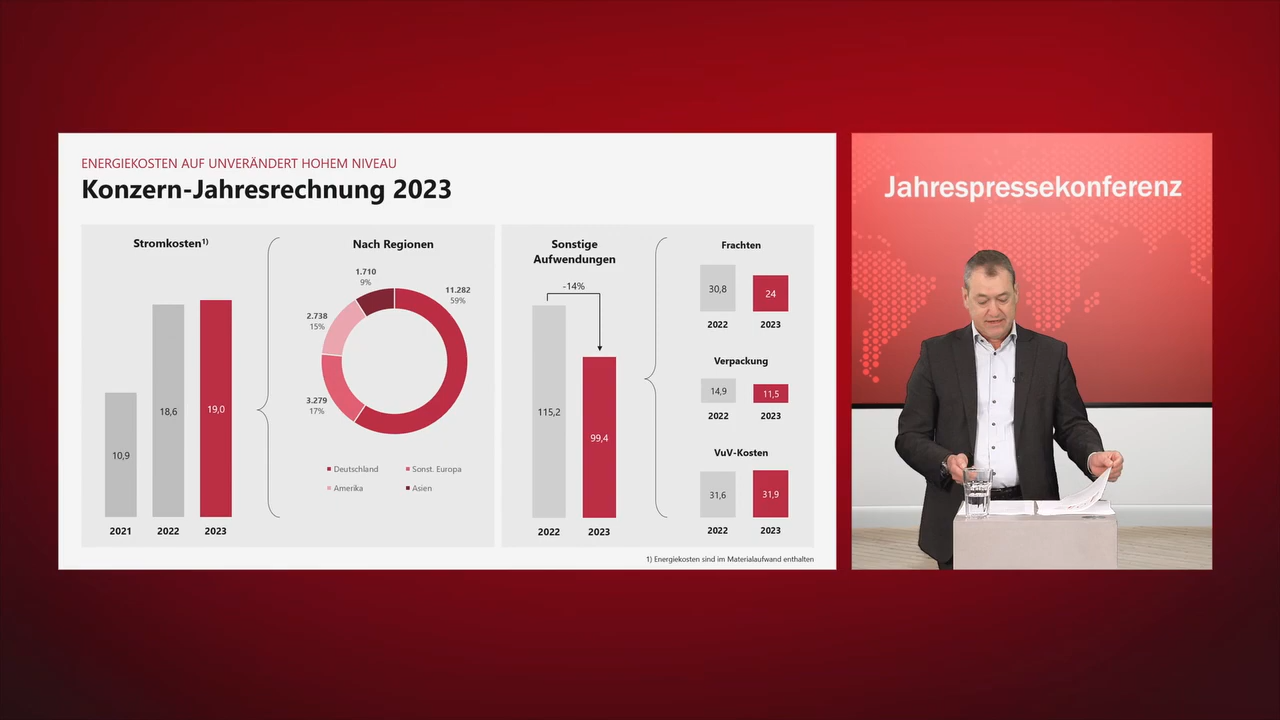 ENERGIEKOSTEN AUF UNVERÄNDERT HOHEM NIVEAU
Konzern-Jahresrechnung 2023
Stromkosten1)
10,9
18,6
19,0
2021 2022 2023
Nach Regionen
1.710
9%
11.282
59%
2.738
15%
3.279
17%
Deutschland Sonst. Europa
Amerika Asien
Sonstige
Aufwendungen
-14%
115,2
99,4
2022 2023
Frachten
30,8 24
2022 2023
Verpackung
14,9 11,5
2022 2023
VuV-Kosten
31,6 31,9
2022 2023
1) Energiekosten sind im Materialaufwand enthalten
Jahrespressekonferenz